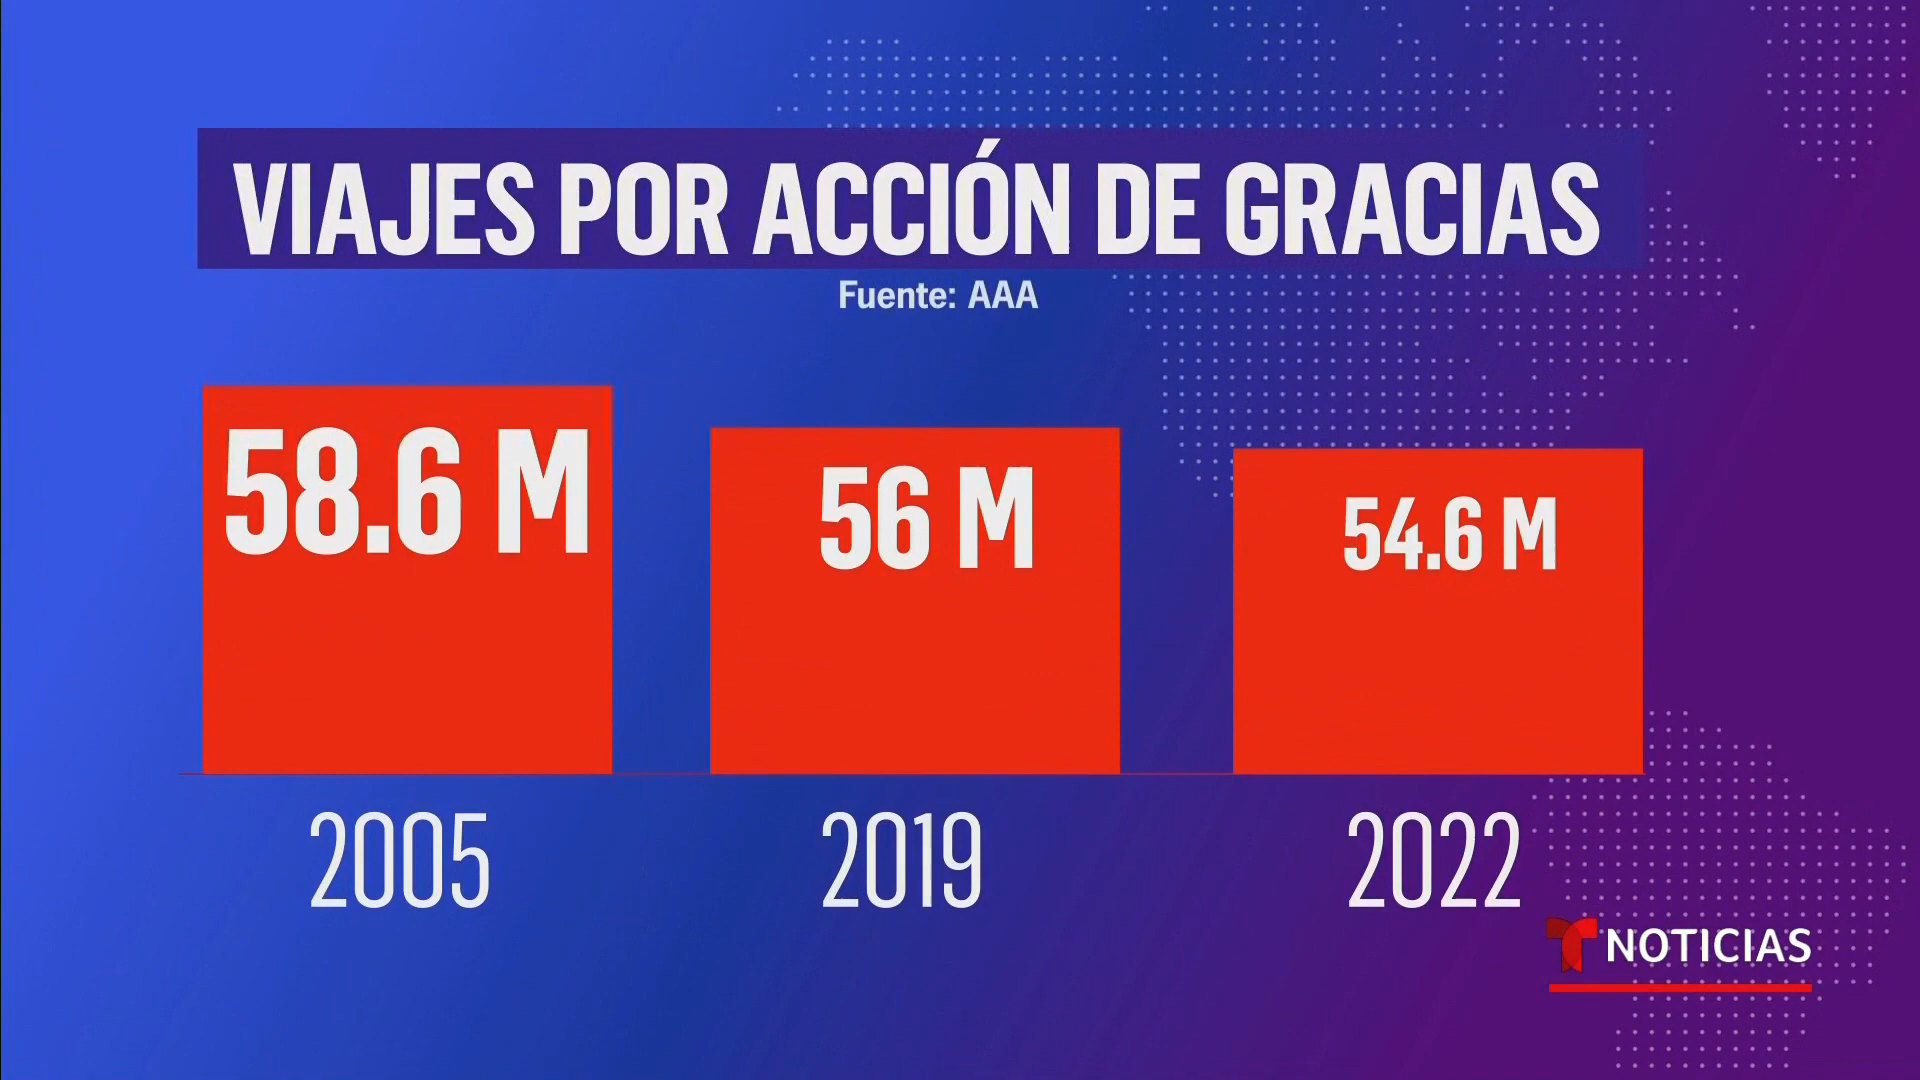 VIAJES POR ACCIÓN DE GRACIAS
Fuente: AAA
58.6 M
56 M
54.6 M
2005
2019
2022
NOTICIAS